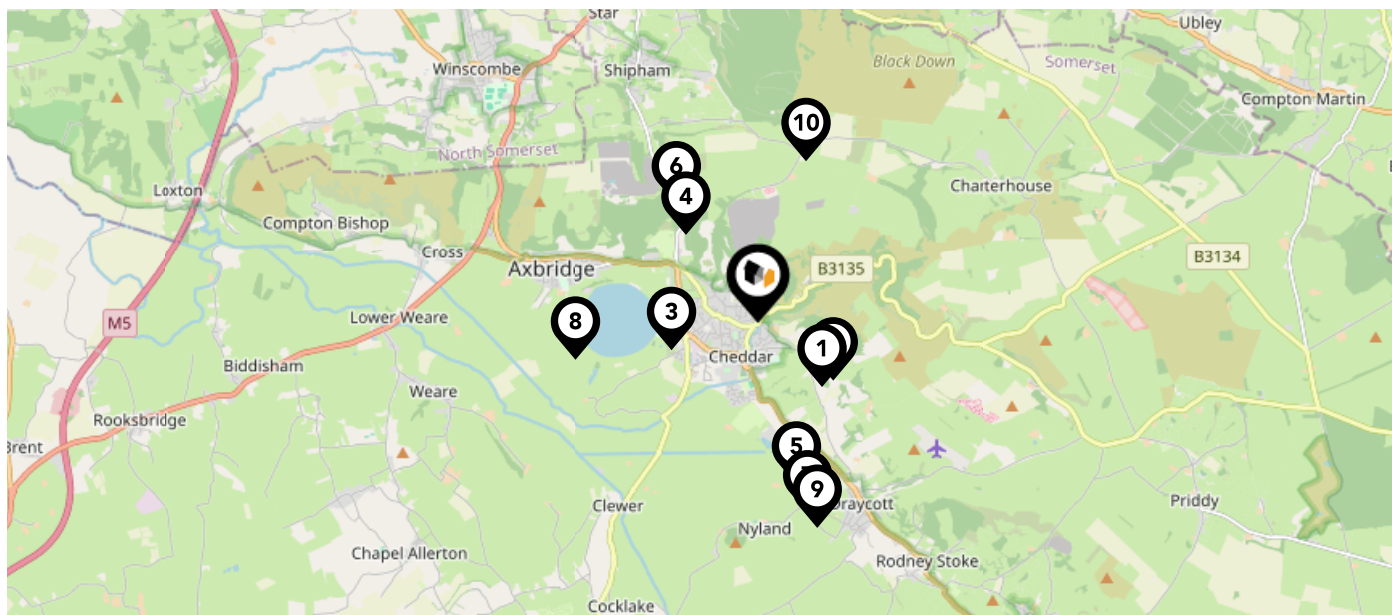 Star
Ubley
Winscombe
Shipham
Black Down
Somerset
Compton Martin
10
North Somerset
6
Loxton
4
Charterhouse
Compton Bishop
Cross
Axbridge
B3135
B3134
M5
Lower Weare
8
3
1
Cheddar
Biddisham
Weare
Rooksbridge
Brent
5
9
Draycott
Clewer
Priddy
Nyland
Chapel Allerton
Rodney Stoke
Cocklake